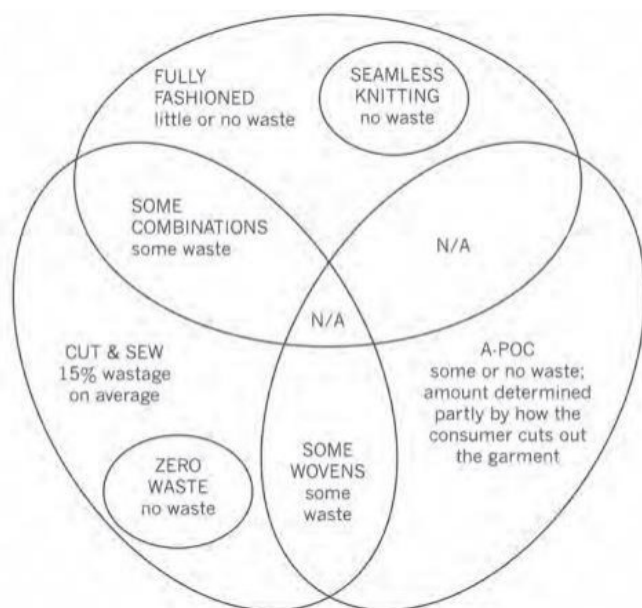 FULLY
FASHIONED
little or no waste
SEAMLESS
KNITTING
no waste
SOME
COMBINATIONS
some waste
N/A
N/A
CUT & SEW
15% wastage
on average
A-POC
some or no waste;
amount determined
partly by how the
consumer cuts out
the garment
ZERO
WASTE
no waste
SOME
WOVENS
some
waste